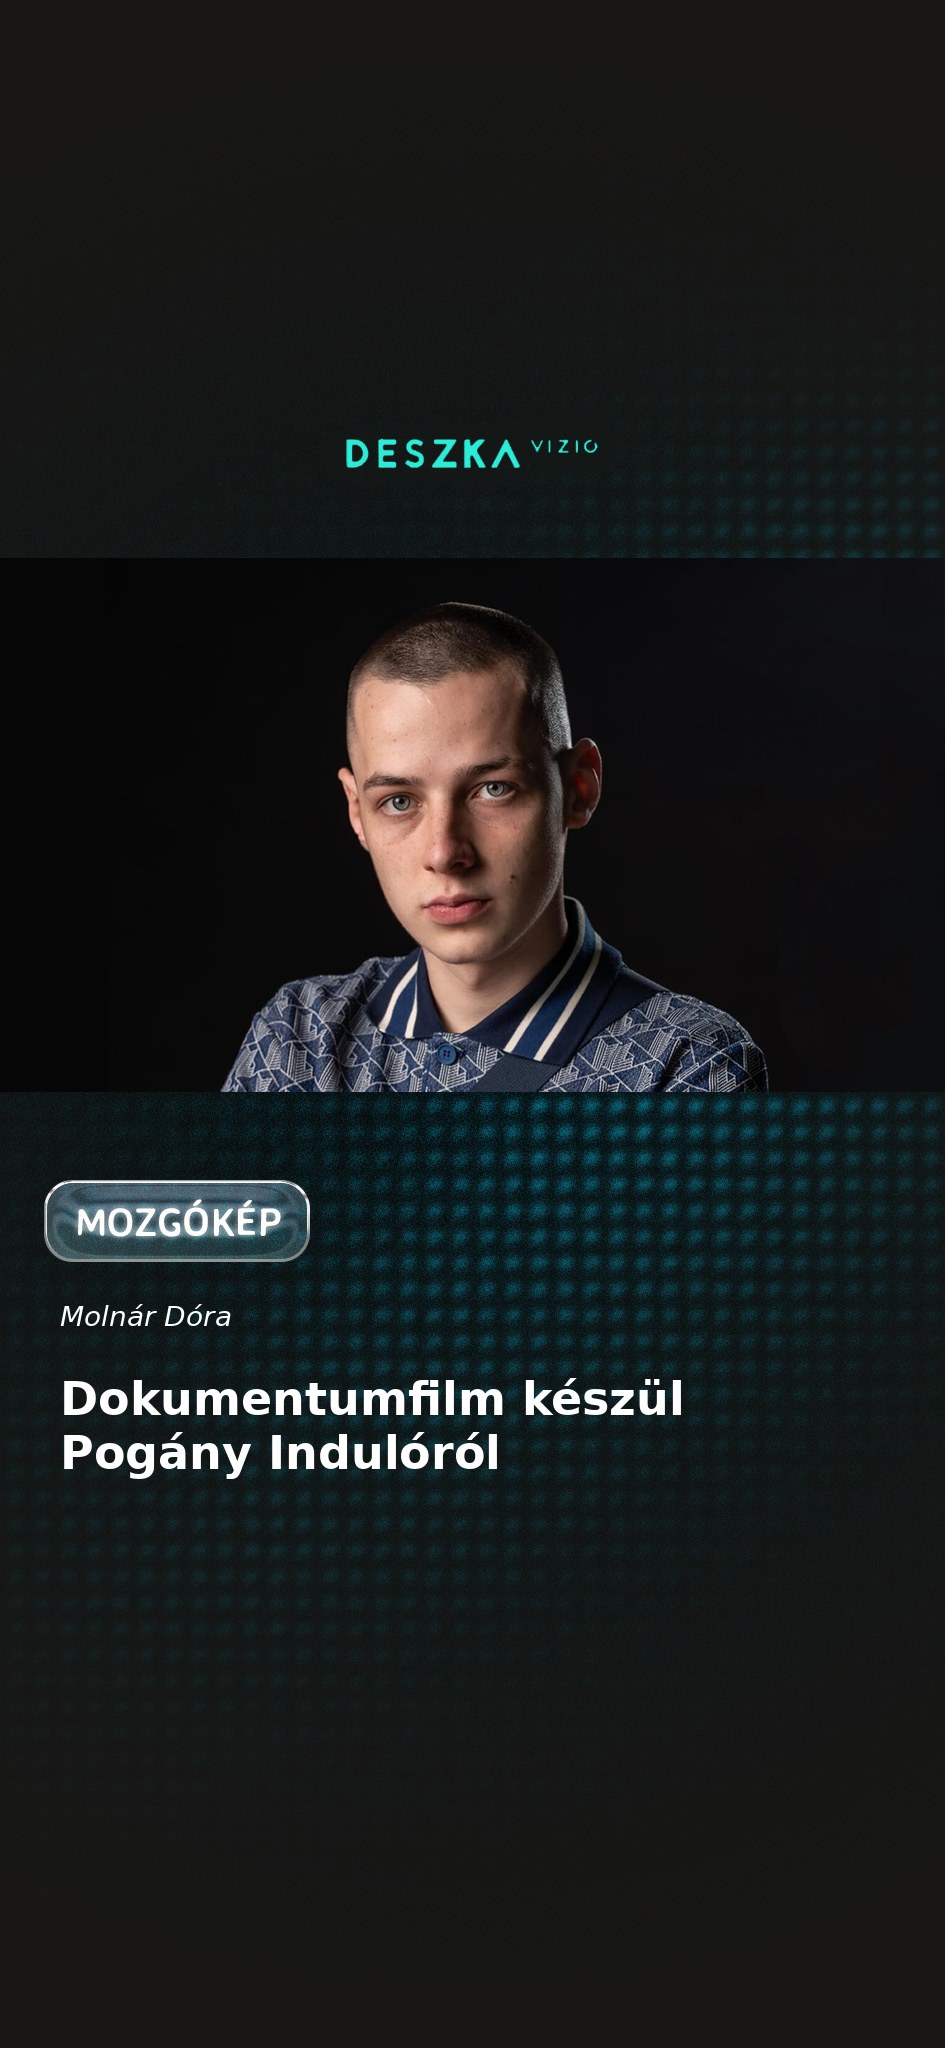 DESZKA VIZIO
MOZGÓKÉP
Molnár Dóra
Dokumentumfilm készül
Pogány Indulóról